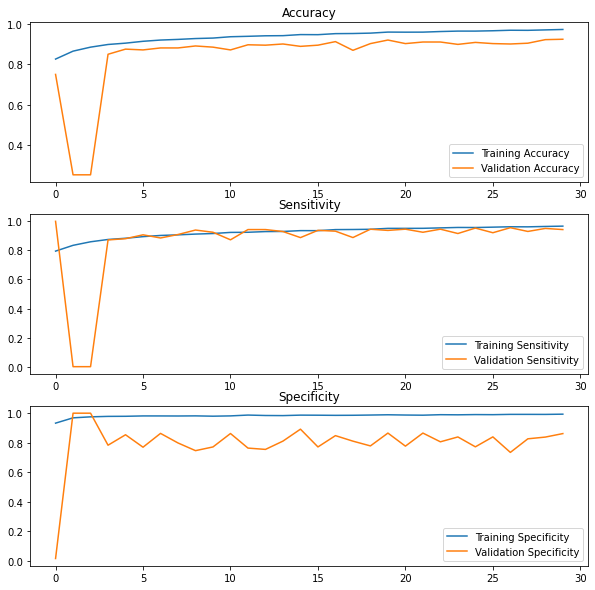 Accuracy
1.0
0.8
0.6
0.4
Training Accuracy
Validation Accuracy
0 5 10 15 20 25 30
Sensitivity
1.0
0.8
0.6
0.4
0.2
0.0
Training Sensitivity
Validation Sensitivity
0 5 10 15 20 25 30
Specificity
1.0
0.8
0.6
0.4
0.2
0.0
Training Specificity
Validation Specificity
0 5 10 15 20 25 30